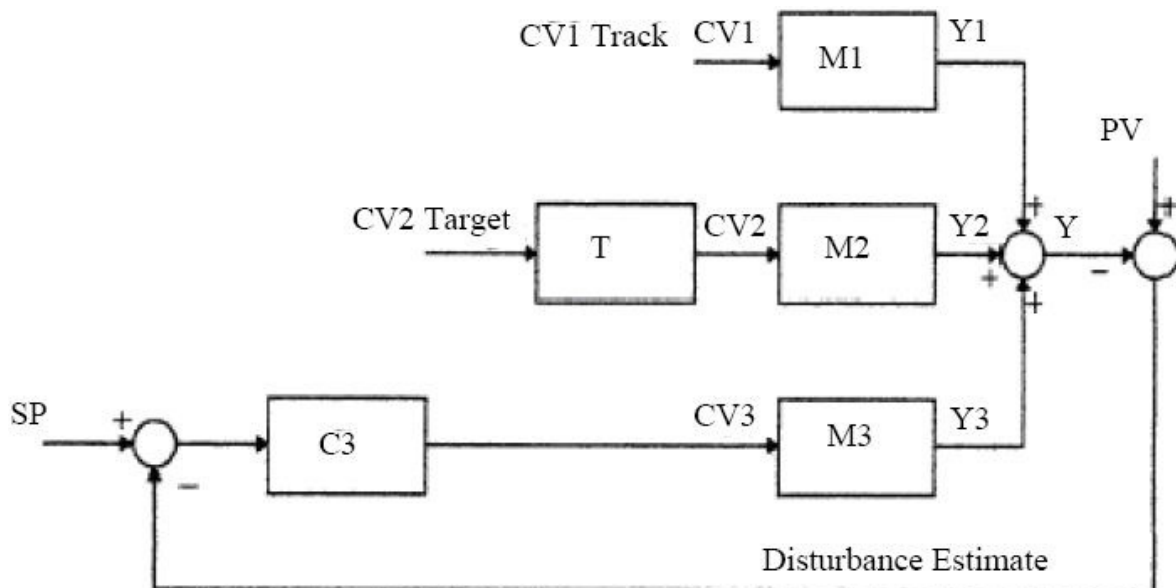 CV1 Track
CV1
M1
Y1
PV
+
+
CV2 Target
T
CV2
M2
Y2
+
Y
−
+
SP
+
−
C3
CV3
M3
Y3
Disturbance Estimate